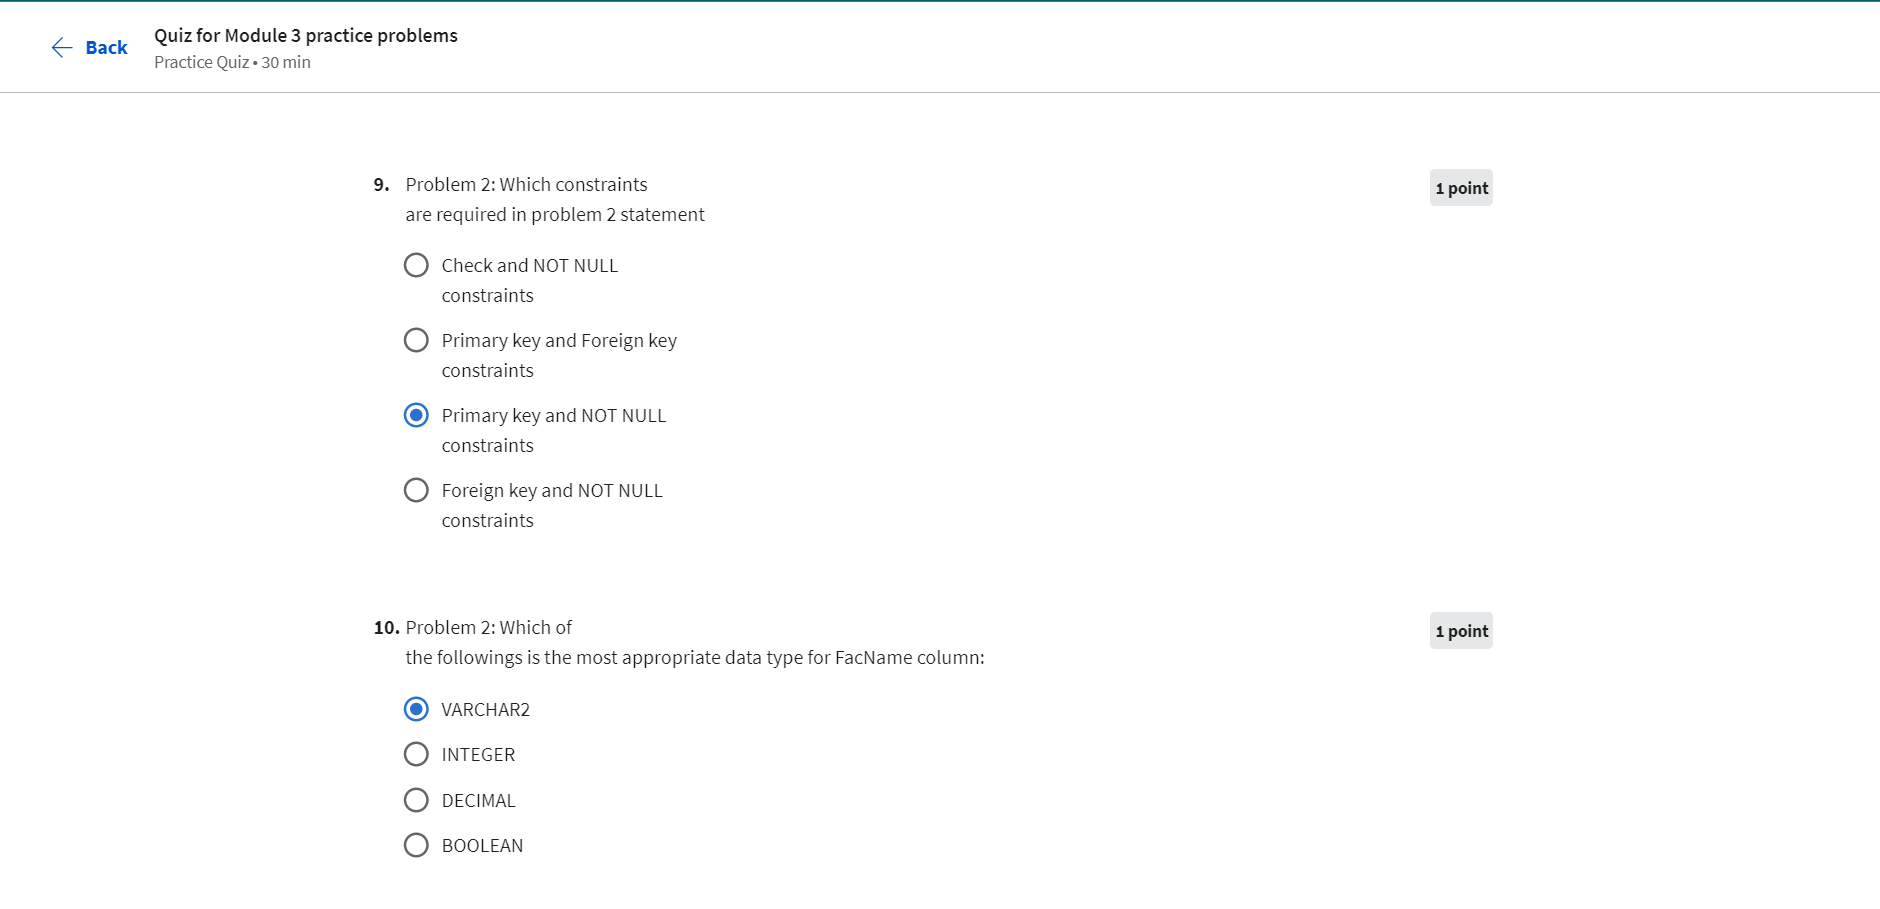 Back
Quiz for Module 3 practice problems
Practice Quiz • 30 min
9. Problem 2: Which constraints
are required in problem 2 statement
1 point
Check and NOT NULL
constraints
Primary key and Foreign key
constraints
Primary key and NOT NULL
constraints
Foreign key and NOT NULL
constraints
10. Problem 2: Which of
the followings is the most appropriate data type for FacName column:
1 point
VARCHAR2
INTEGER
DECIMAL
BOOLEAN